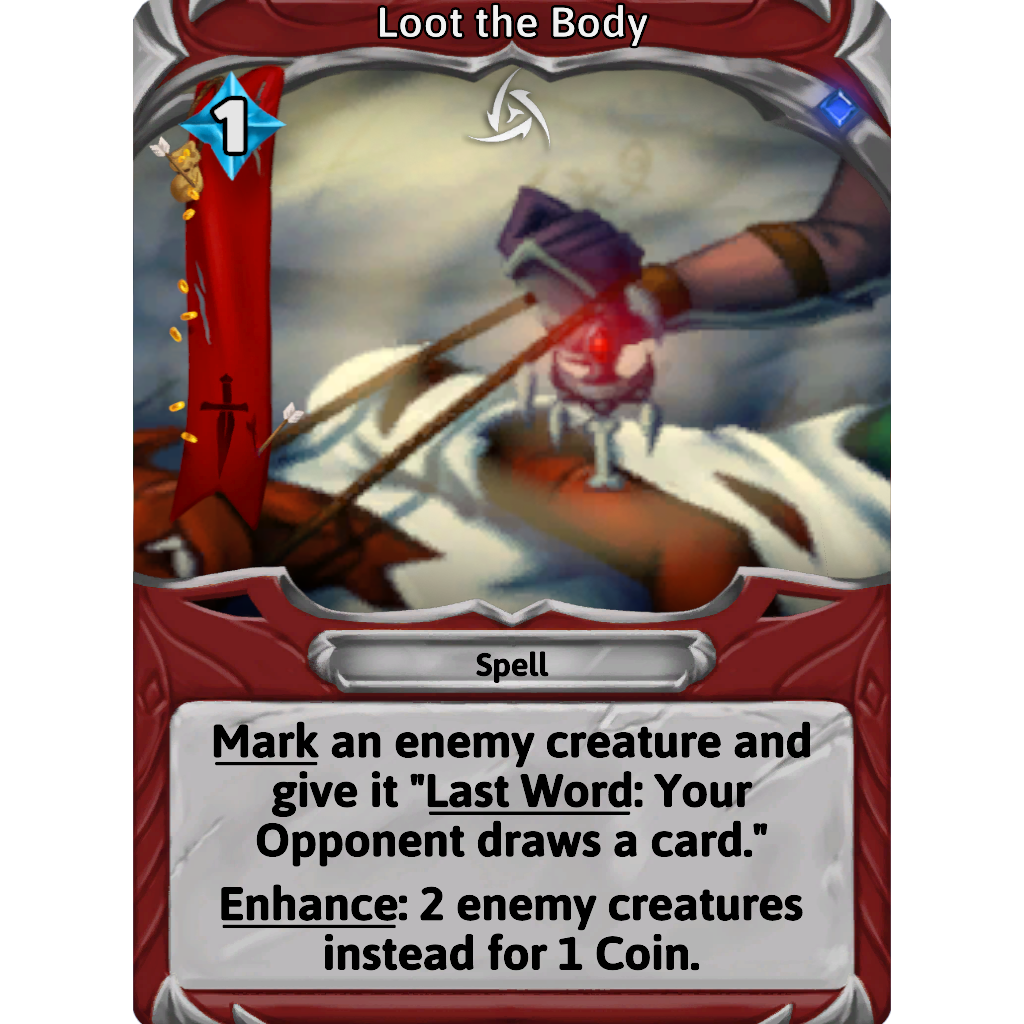 Loot the Body
1
Spell
Mark an enemy creature and
give it "Last Word: Your
Opponent draws a card."
Enhance: 2 enemy creatures
instead for 1 Coin.